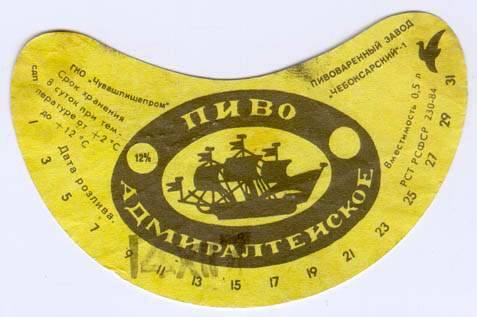 ГКО "Чувашпищепром"
Срок хранения
8 суток при тем-
пературе от +2°С
до +12°С
Дата розлива.
ПИВО
12%
АДМИРАЛТЕЙСКОЕ
ПИВОВАРЕННЫЙ ЗАВОД
"ЧЕБОКСАРСКИЙ"-1
Вместимость 0,5 л
РСТ РСФСР 230-84
1 3 5 7 9 11 13 15 17 19 21 23 25 27 29 31